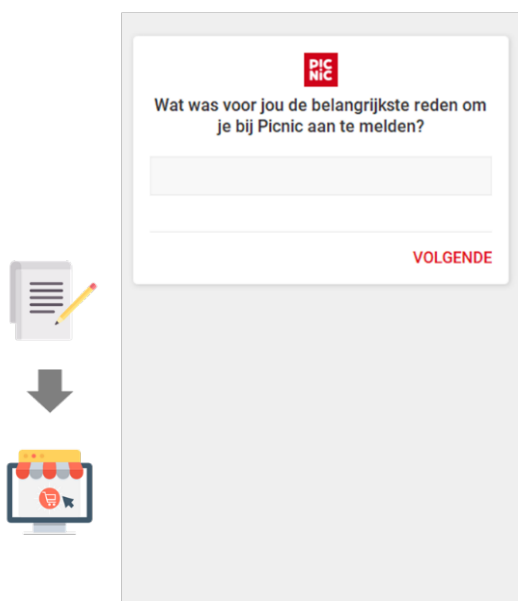 PIC
NIC
Wat was voor jou de belangrijkste reden om
je bij Picnic aan te melden?
VOLGENDE